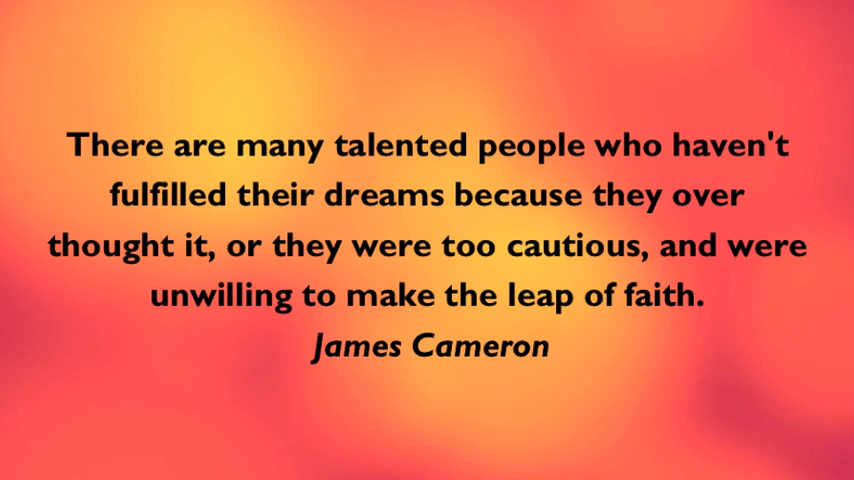 There are many talented people who haven't
fulfilled their dreams because they over
thought it, or they were too cautious, and were
unwilling to make the leap of faith.
James Cameron